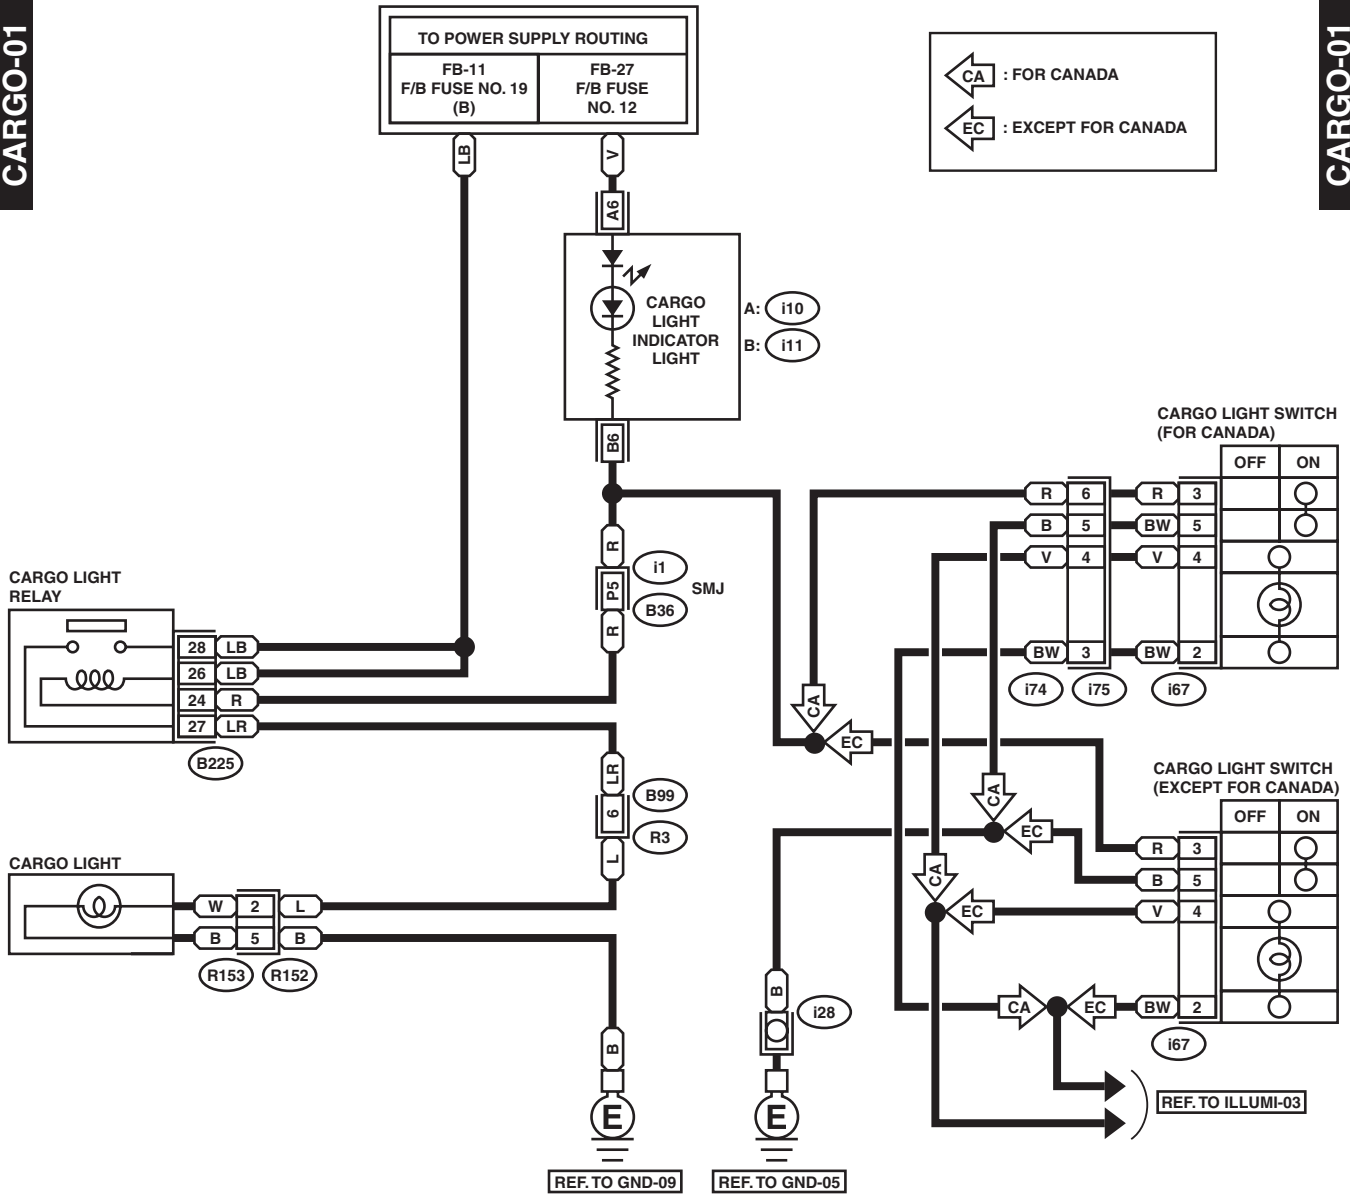 CARGO-01
CARGO-01
TO POWER SUPPLY ROUTING
FB-11
F/B FUSE NO. 19
(B)
FB-27
F/B FUSE
NO. 12
CA : FOR CANADA
EC : EXCEPT FOR CANADA
LB
V
A6
CARGO
LIGHT
INDICATOR
LIGHT
A: i10
B: i11
B6
CARGO LIGHT SWITCH
(FOR CANADA)
OFF ON
R 6 R 3
B 5 BW 5
V 4 V 4
BW 3 BW 2
i74 i75 i67
R
i1
P5
SMJ
B36
R
CARGO LIGHT
RELAY
28 LB
26 LB
24 R
27 LR
B225
CA
EC
CA
EC
CA
EC
CA EC
CARGO LIGHT SWITCH
(EXCEPT FOR CANADA)
OFF ON
R 3
B 5
V 4
BW 2
i67
LR
B99
6
R3
L
CARGO LIGHT
W 2 L
B 5 B
R153 R152
B
E
REF. TO GND-09
B
i28
E
REF. TO GND-05
REF. TO ILLUMI-03